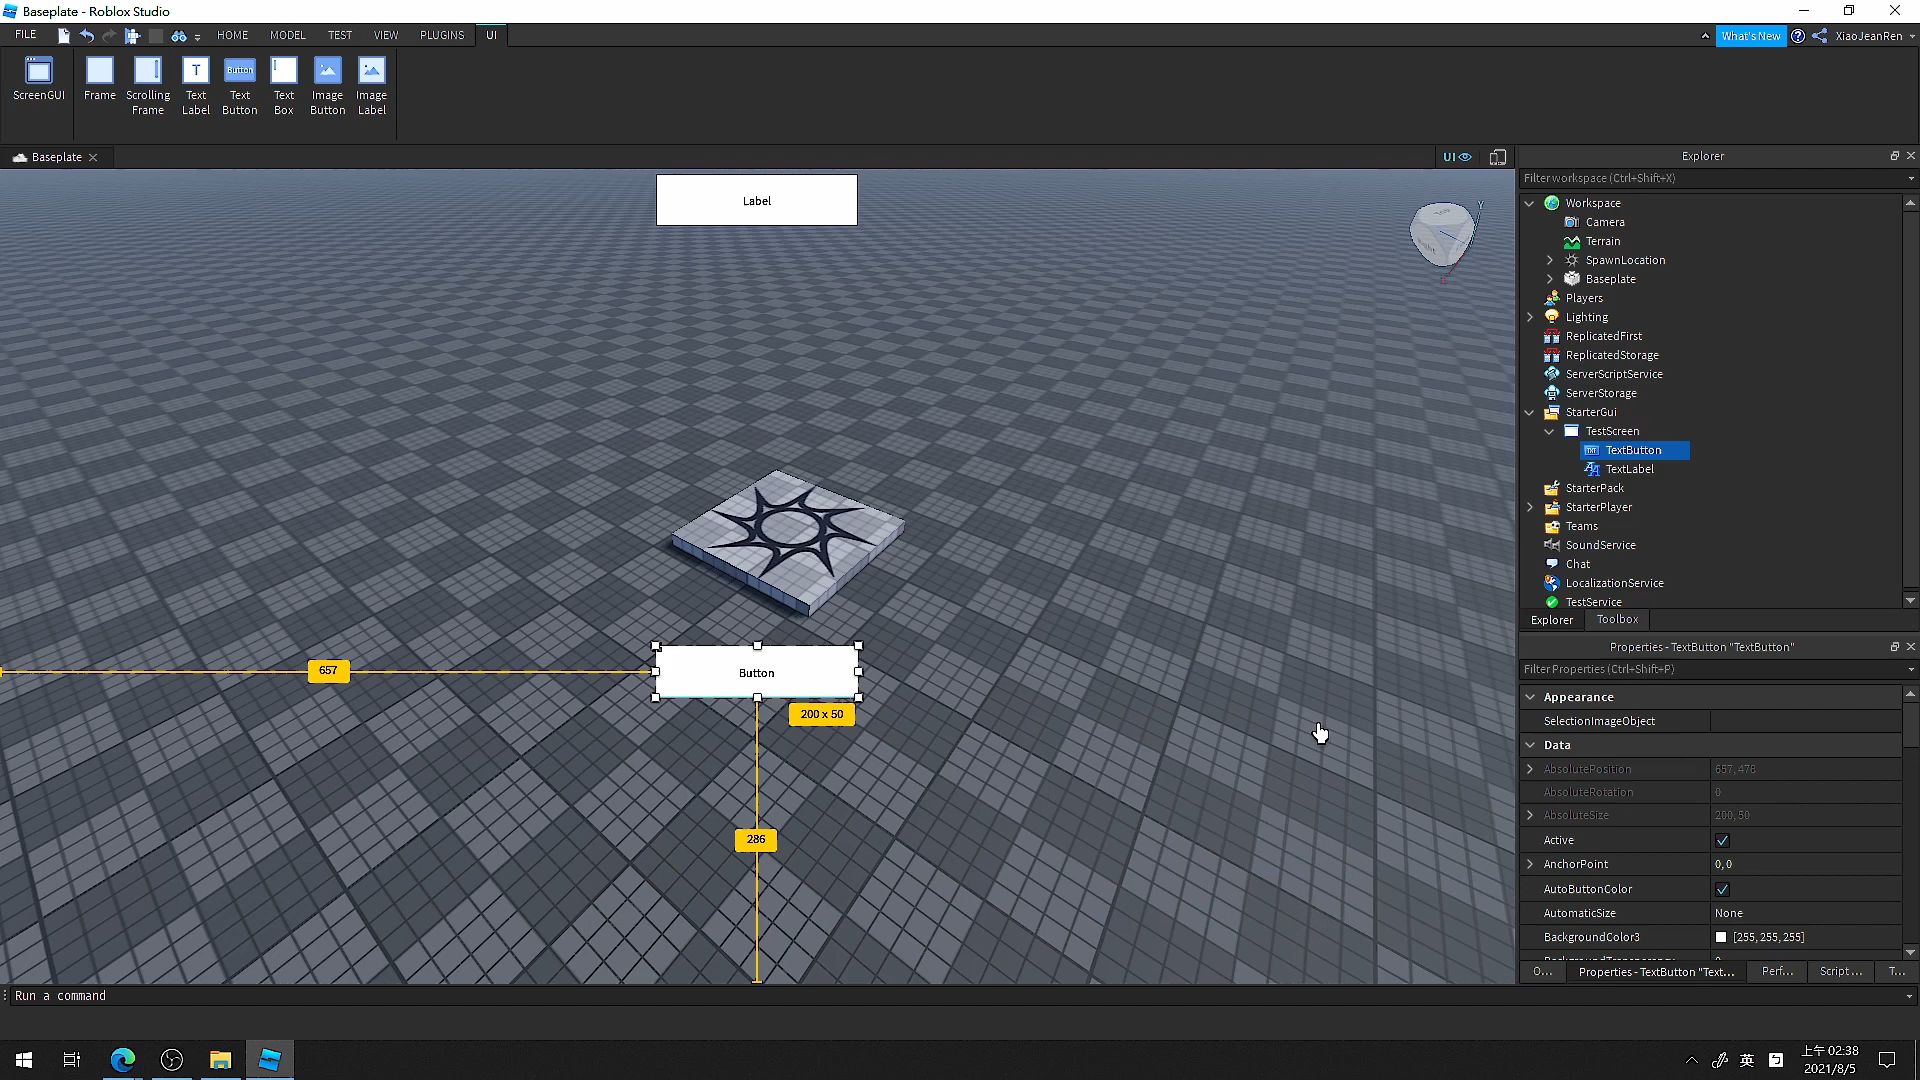 Baseplate - Roblox Studio
FILE HOME MODEL TEST VIEW PLUGINS UI What's New XiaoJeanRen
ScreenGUI
Frame
Scrolling
Frame
Text
Label
Button
Text
Button
Text
Box
Image
Button
Image
Label
Baseplate
UI
Label
Button
657
200 x 50
286
Explorer
Filter workspace (Ctrl+Shift+X)
Workspace
Camera
Terrain
SpawnLocation
Baseplate
Players
Lighting
ReplicatedFirst
ReplicatedStorage
ServerScriptService
ServerStorage
StarterGui
TestScreen
TextButton
TextLabel
StarterPack
StarterPlayer
Teams
SoundService
Chat
LocalizationService
TestService
Explorer Toolbox
Properties - TextButton "TextButton"
Filter Properties (Ctrl+Shift+P)
Appearance
SelectionImageObject
Data
AbsolutePosition 657, 478
AbsoluteRotation 0
AbsoluteSize 200, 50
Active
AnchorPoint 0, 0
AutoButtonColor
AutomaticSize None
BackgroundColor3 [255, 255, 255]
O... Properties - TextButton "Text... Perf... Script ... T...
Run a command
英
上午 02:38
2021/8/5